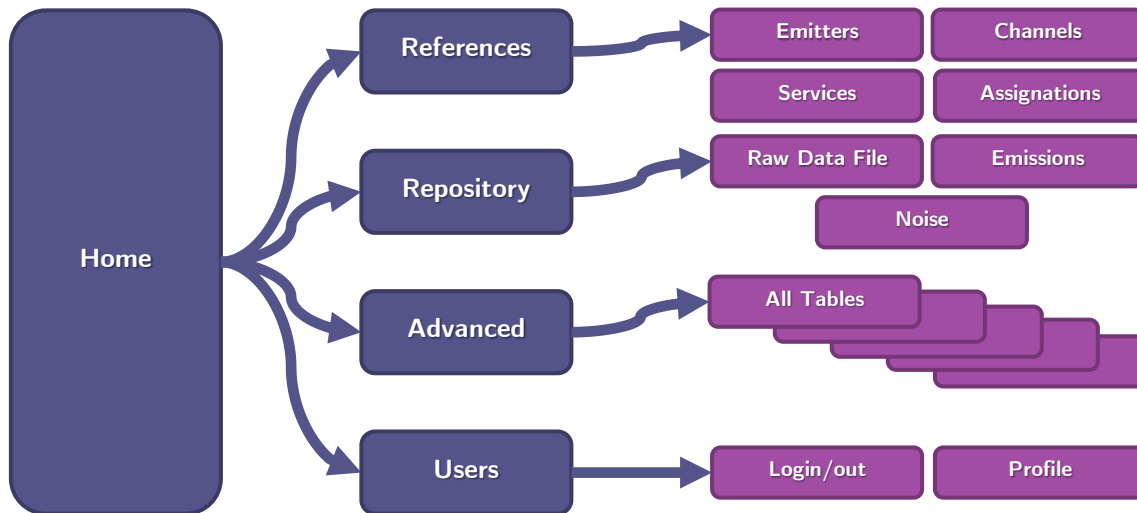 Home
References
Emitters
Channels
Services
Assignations
Repository
Raw Data File
Emissions
Noise
Advanced
All Tables
Users
Login/out
Profile